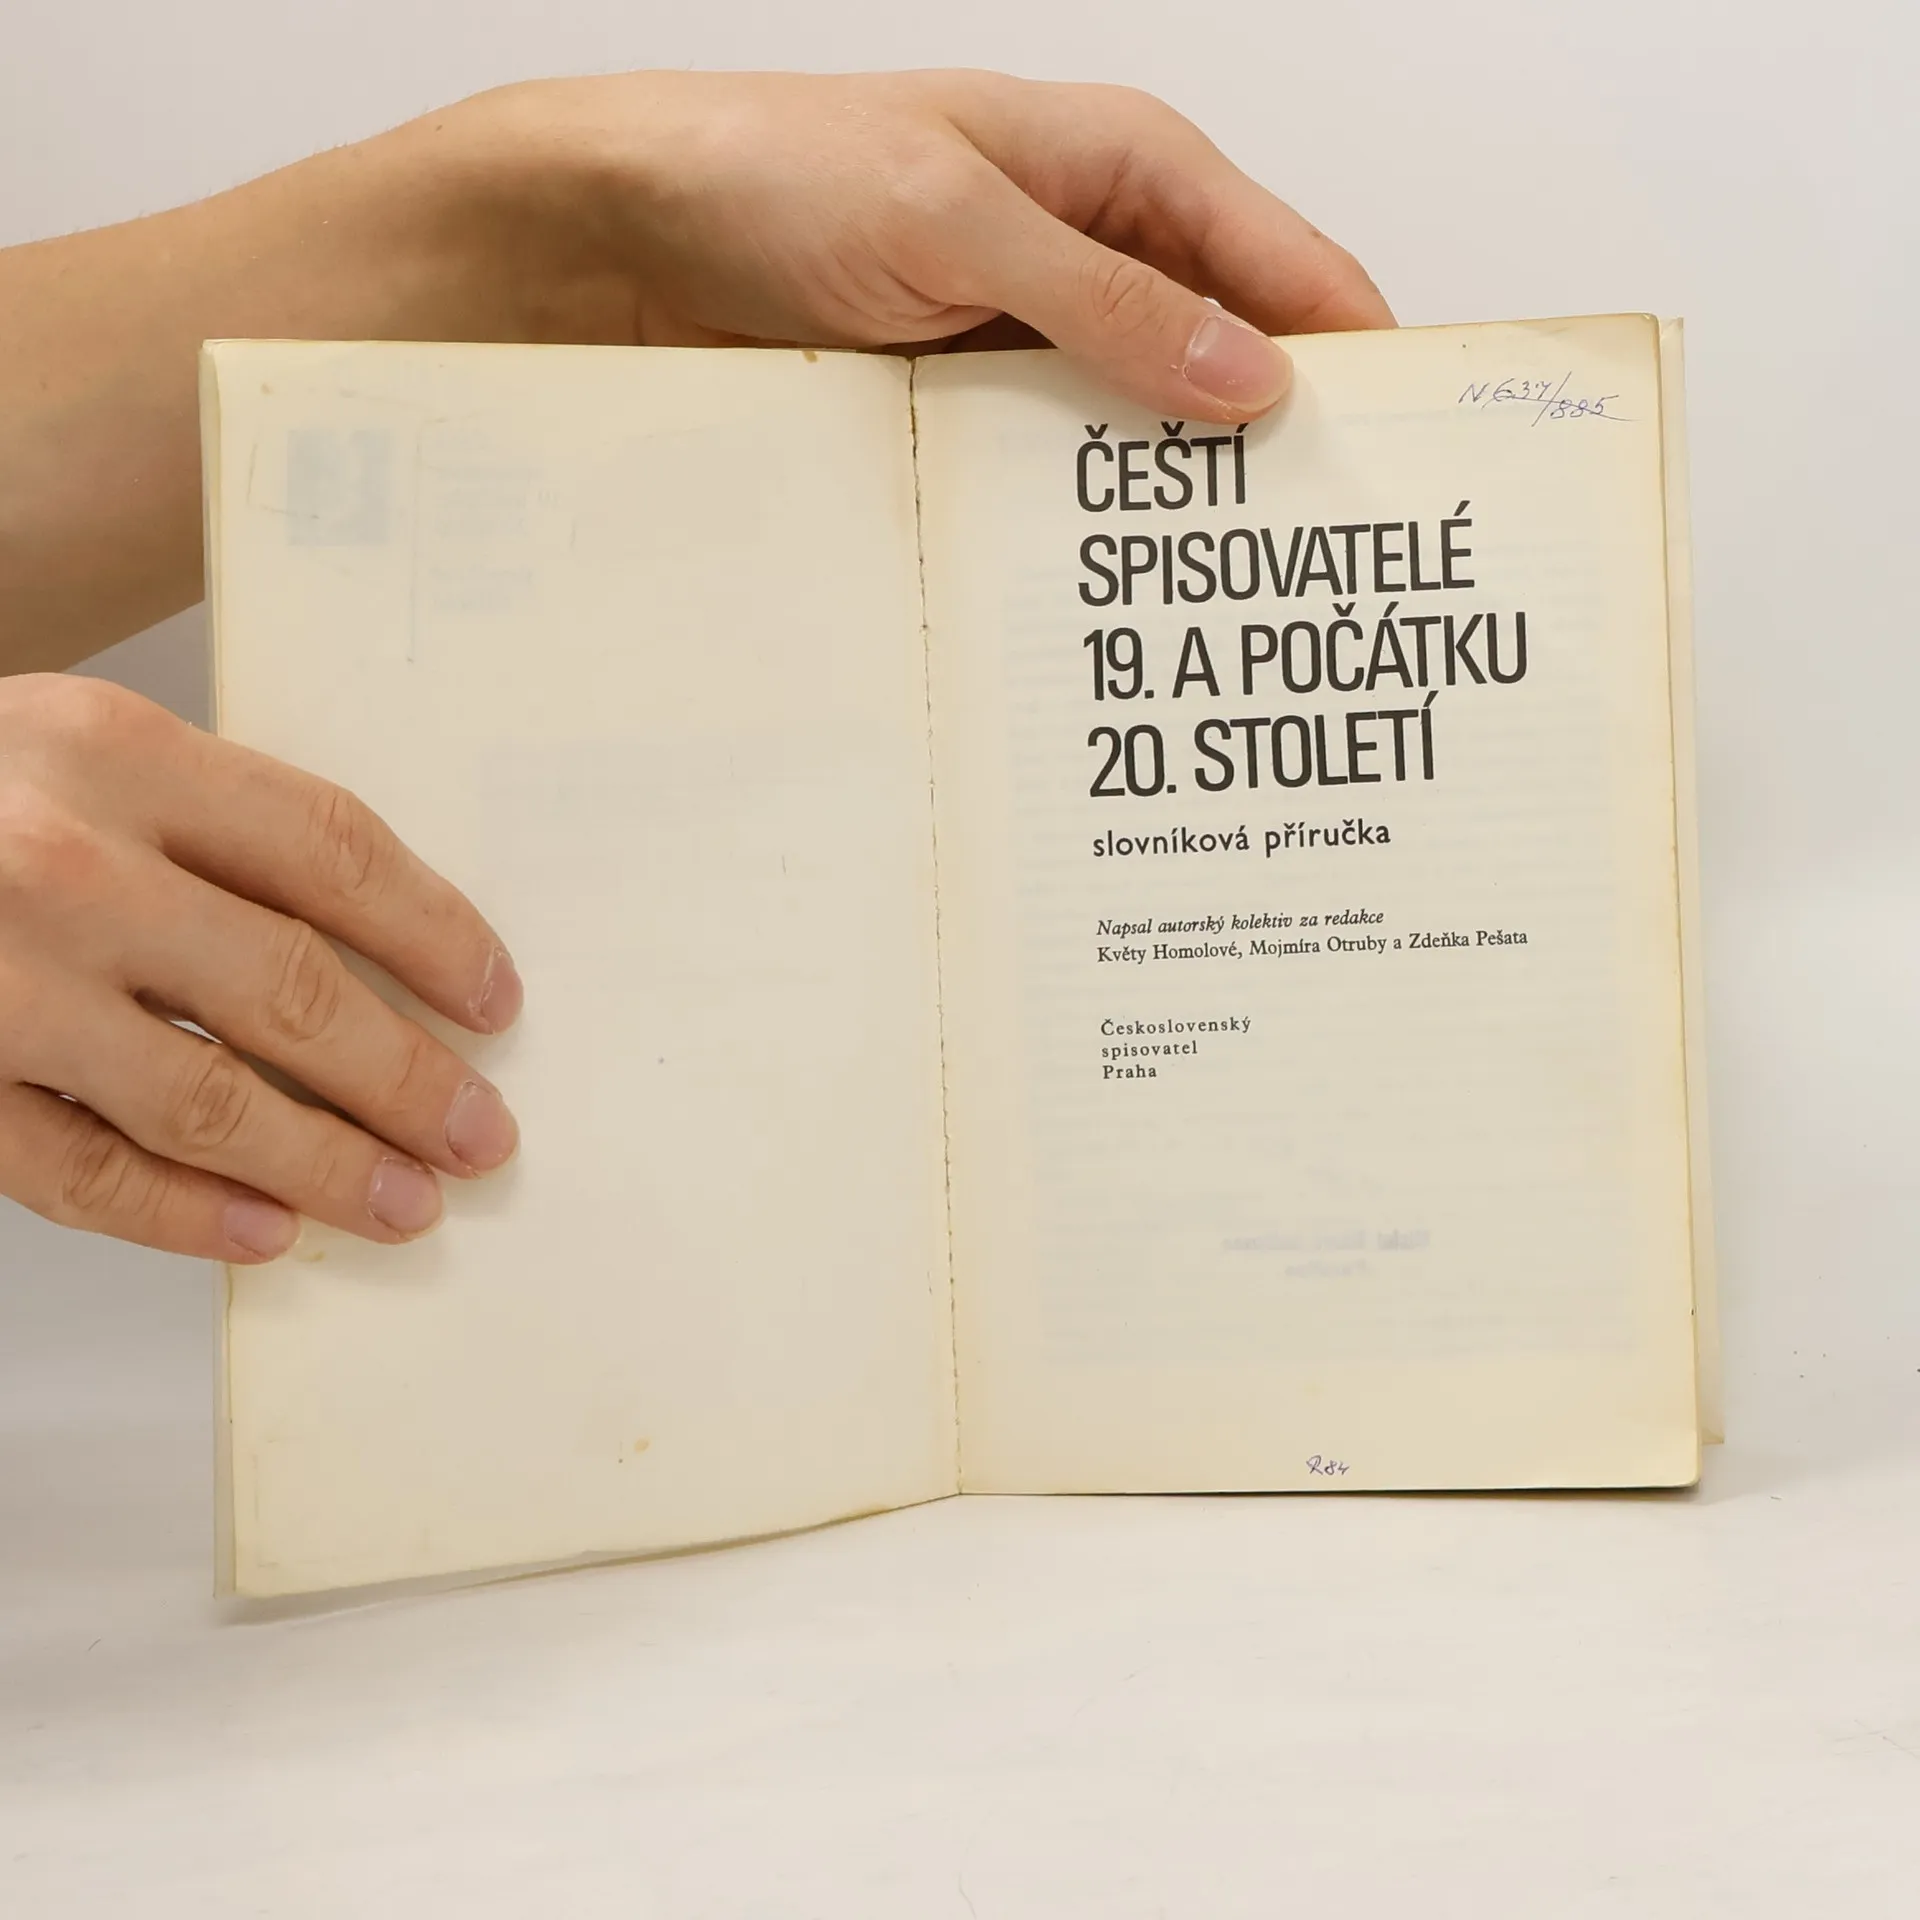 N 637/885
ČEŠTÍ
SPISOVATELÉ
19. A POČÁTKU
20. STOLETÍ
slovníková příručka
Napsal autorský kolektiv za redakce
Květy Homolové, Mojmíra Otruby a Zdeňka Pešata
Československý
spisovatel
Praha
R84